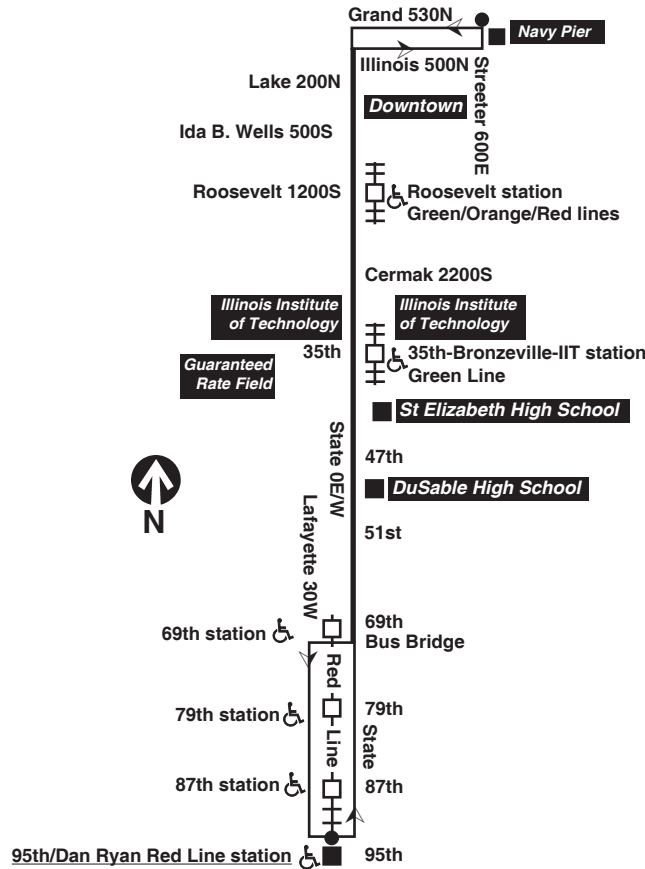 Grand 530N
Navy Pier
Illinois 500N
Streeter 600E
Lake 200N
Downtown
Ida B. Wells 500S
Roosevelt 1200S
Roosevelt station
Green/Orange/Red lines
Cermak 2200S
Illinois Institute
of Technology
Illinois Institute
of Technology
35th
35th-Bronzeville-IIT station
Green Line
Guaranteed
Rate Field
St Elizabeth High School
State 0E/W
47th
DuSable High School
N
Lafayette 30W
51st
69th station
69th
Bus Bridge
Red
79th station
79th
Line
State
87th station
87th
95th/Dan Ryan Red Line station
95th